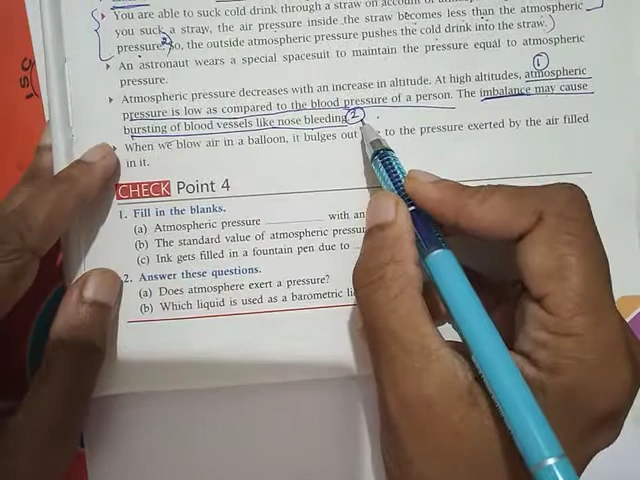 You are able to suck cold drink through a straw on account of
you suck a straw, the air pressure inside the straw becomes less than the atmospheric
pressure. So, the outside atmospheric pressure pushes the cold drink into the straw.
An astronaut wears a special spacesuit to maintain the pressure equal to atmospheric
pressure.
1
Atmospheric pressure decreases with an increase in altitude. At high altitudes, atmospheric
pressure is low as compared to the blood pressure of a person. The imbalance may cause
bursting of blood vessels like nose bleeding. 2
When we blow air in a balloon, it bulges out to the pressure exerted by the air filled
in it.
CHECK Point 4
1. Fill in the blanks.
(a) Atmospheric pressure ________ with an
(b) The standard value of atmospheric
(c) Ink gets filled in a fountain pen due to
2. Answer these questions.
(a) Does atmosphere exert a pressure?
(b) Which liquid is used as a barometric